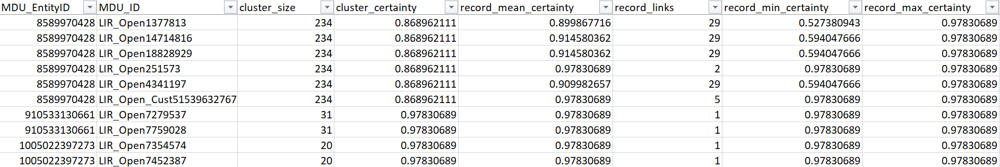 MDU_EntityID MDU_ID cluster_size cluster_certainty record_mean_certainty record_links record_min_certainty record_max_certainty
8589970428 LIR_Open1377813 234 0.868962111 0.899867716 29 0.527380943 0.97830689
8589970428 LIR_Open14714816 234 0.868962111 0.914580362 29 0.594047666 0.97830689
8589970428 LIR_Open18828929 234 0.868962111 0.914580362 29 0.594047666 0.97830689
8589970428 LIR_Open251573 234 0.868962111 0.97830689 2 0.97830689 0.97830689
8589970428 LIR_Open4341197 234 0.868962111 0.909982657 29 0.594047666 0.97830689
8589970428 LIR_Open_Cust51539632767 234 0.868962111 0.97830689 5 0.97830689 0.97830689
910533130661 LIR_Open7279537 31 0.97830689 0.97830689 1 0.97830689 0.97830689
910533130661 LIR_Open7759028 31 0.97830689 0.97830689 1 0.97830689 0.97830689
1005022397273 LIR_Open7354574 20 0.97830689 0.97830689 1 0.97830689 0.97830689
1005022397273 LIR_Open7452387 20 0.97830689 0.97830689 1 0.97830689 0.97830689